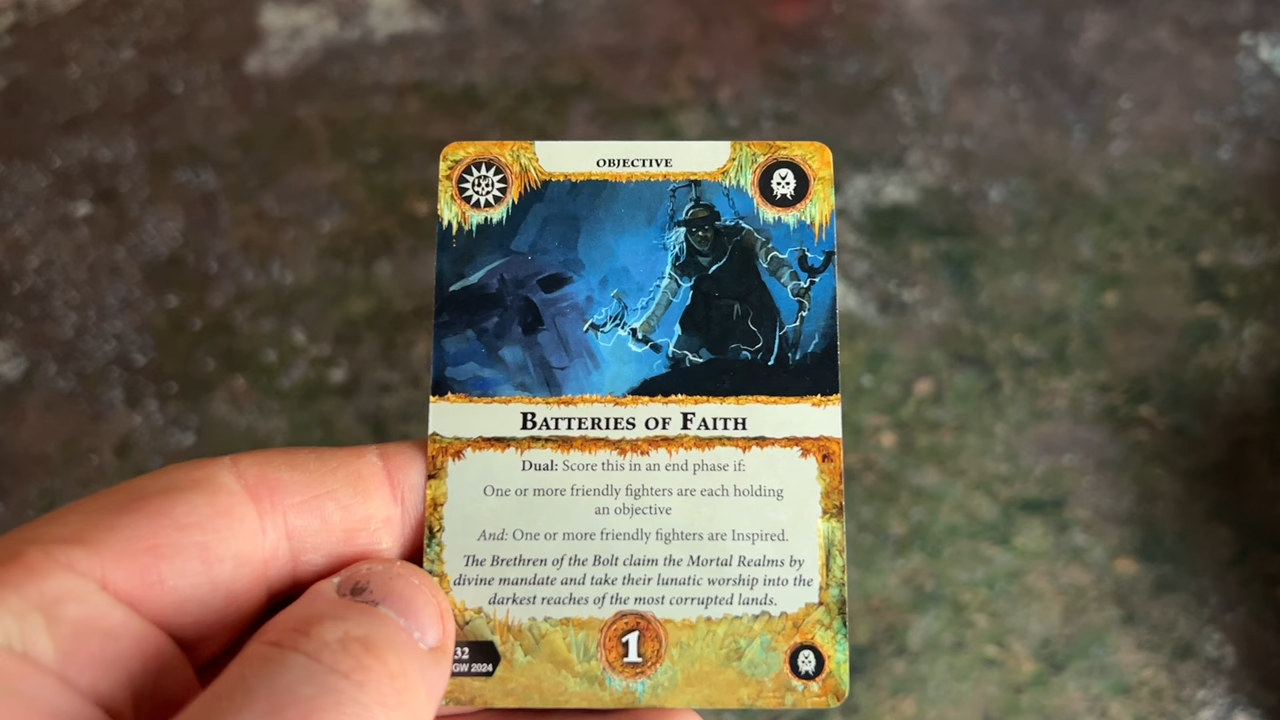 OBJECTIVE
BATTERIES OF FAITH
Dual: Score this in an end phase if:
One or more friendly fighters are each holding
an objective
And: One or more friendly fighters are Inspired.
The Brethren of the Bolt claim the Mortal Realms by
divine mandate and take their lunatic worship into the
darkest reaches of the most corrupted lands.
1
32
GW 2024